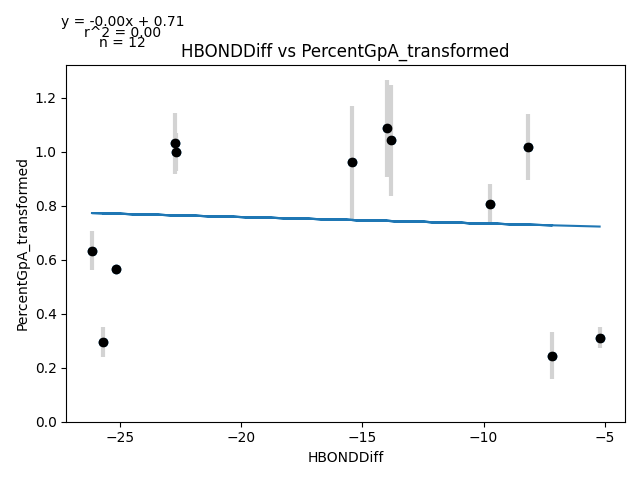 y = -0.00x + 0.71
r^2 = 0.00
n = 12
HBONDDiff vs PercentGpA_transformed
PercentGpA_transformed
1.2
1.0
0.8
0.6
0.4
0.2
0.0
−25
−20
−15
−10
−5
HBONDDiff